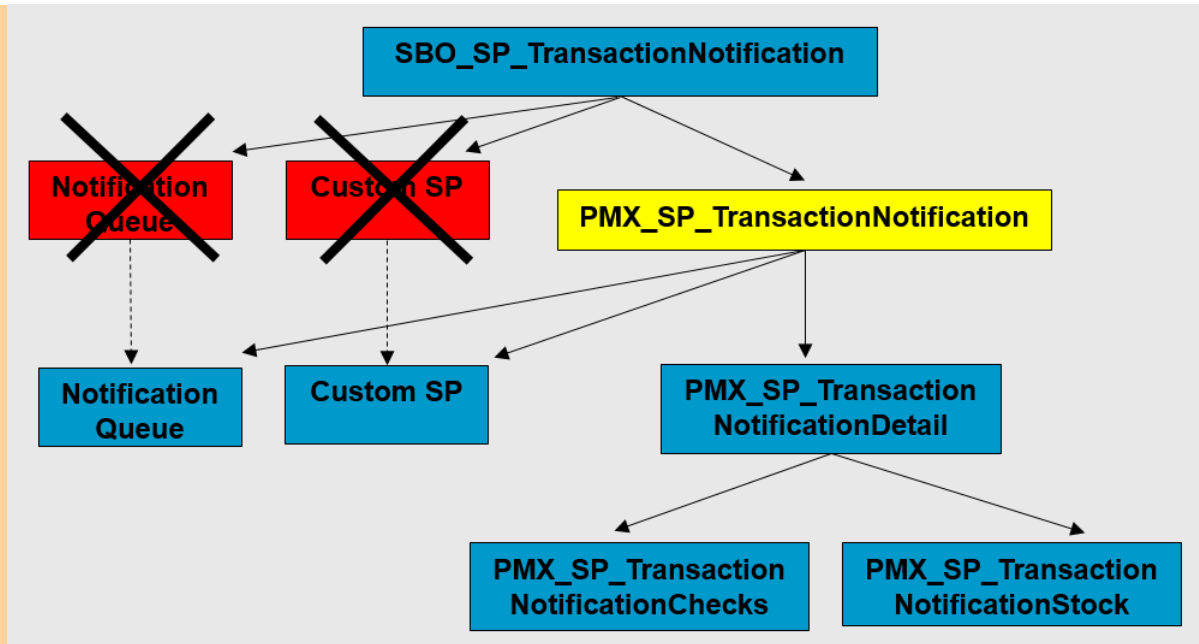 SBO_SP_TransactionNotification
Notification
Queue
Custom SP
PMX_SP_TransactionNotification
Notification
Queue
Custom SP
PMX_SP_Transaction
NotificationDetail
PMX_SP_Transaction
NotificationChecks
PMX_SP_Transaction
NotificationStock